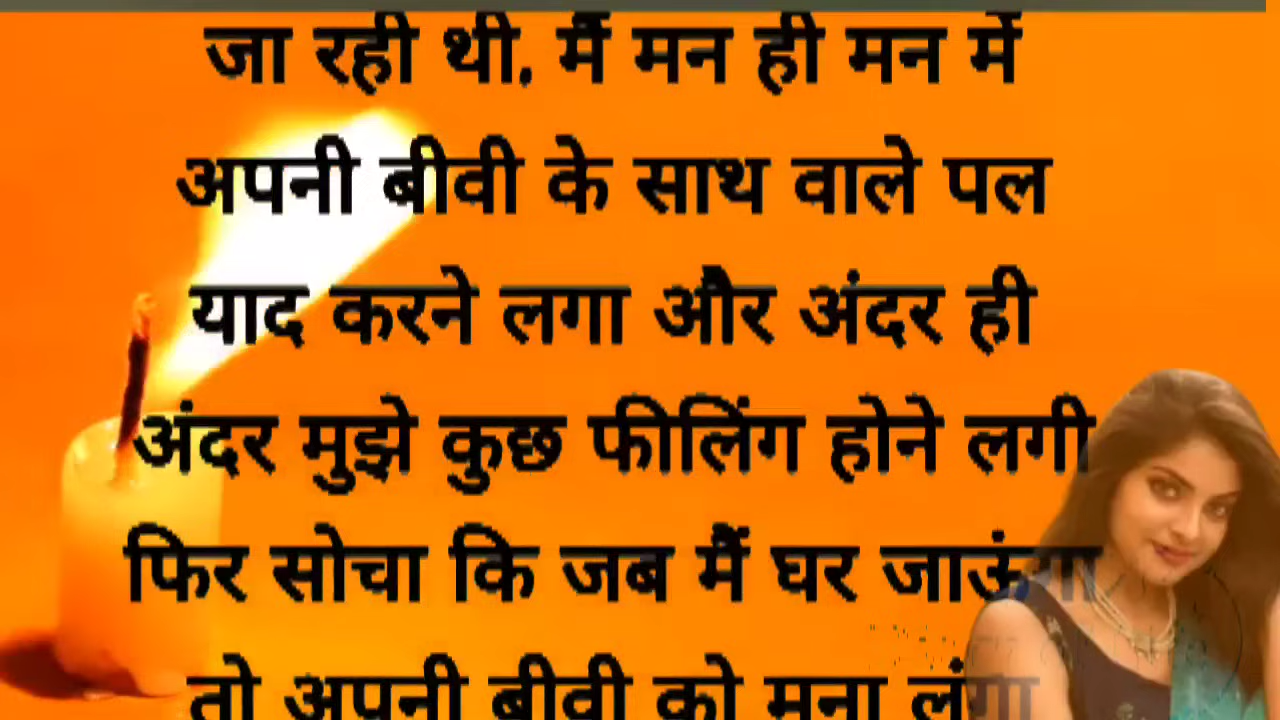 जा रही थी, मैं मन ही मन में
अपनी बीवी के साथ वाले पल
याद करने लगा और अंदर ही
अंदर मुझे कुछ फीलिंग होने लगी
फिर सोचा कि जब मैं घर जाऊंगा
तो अपनी बीवी को मना लूंगा